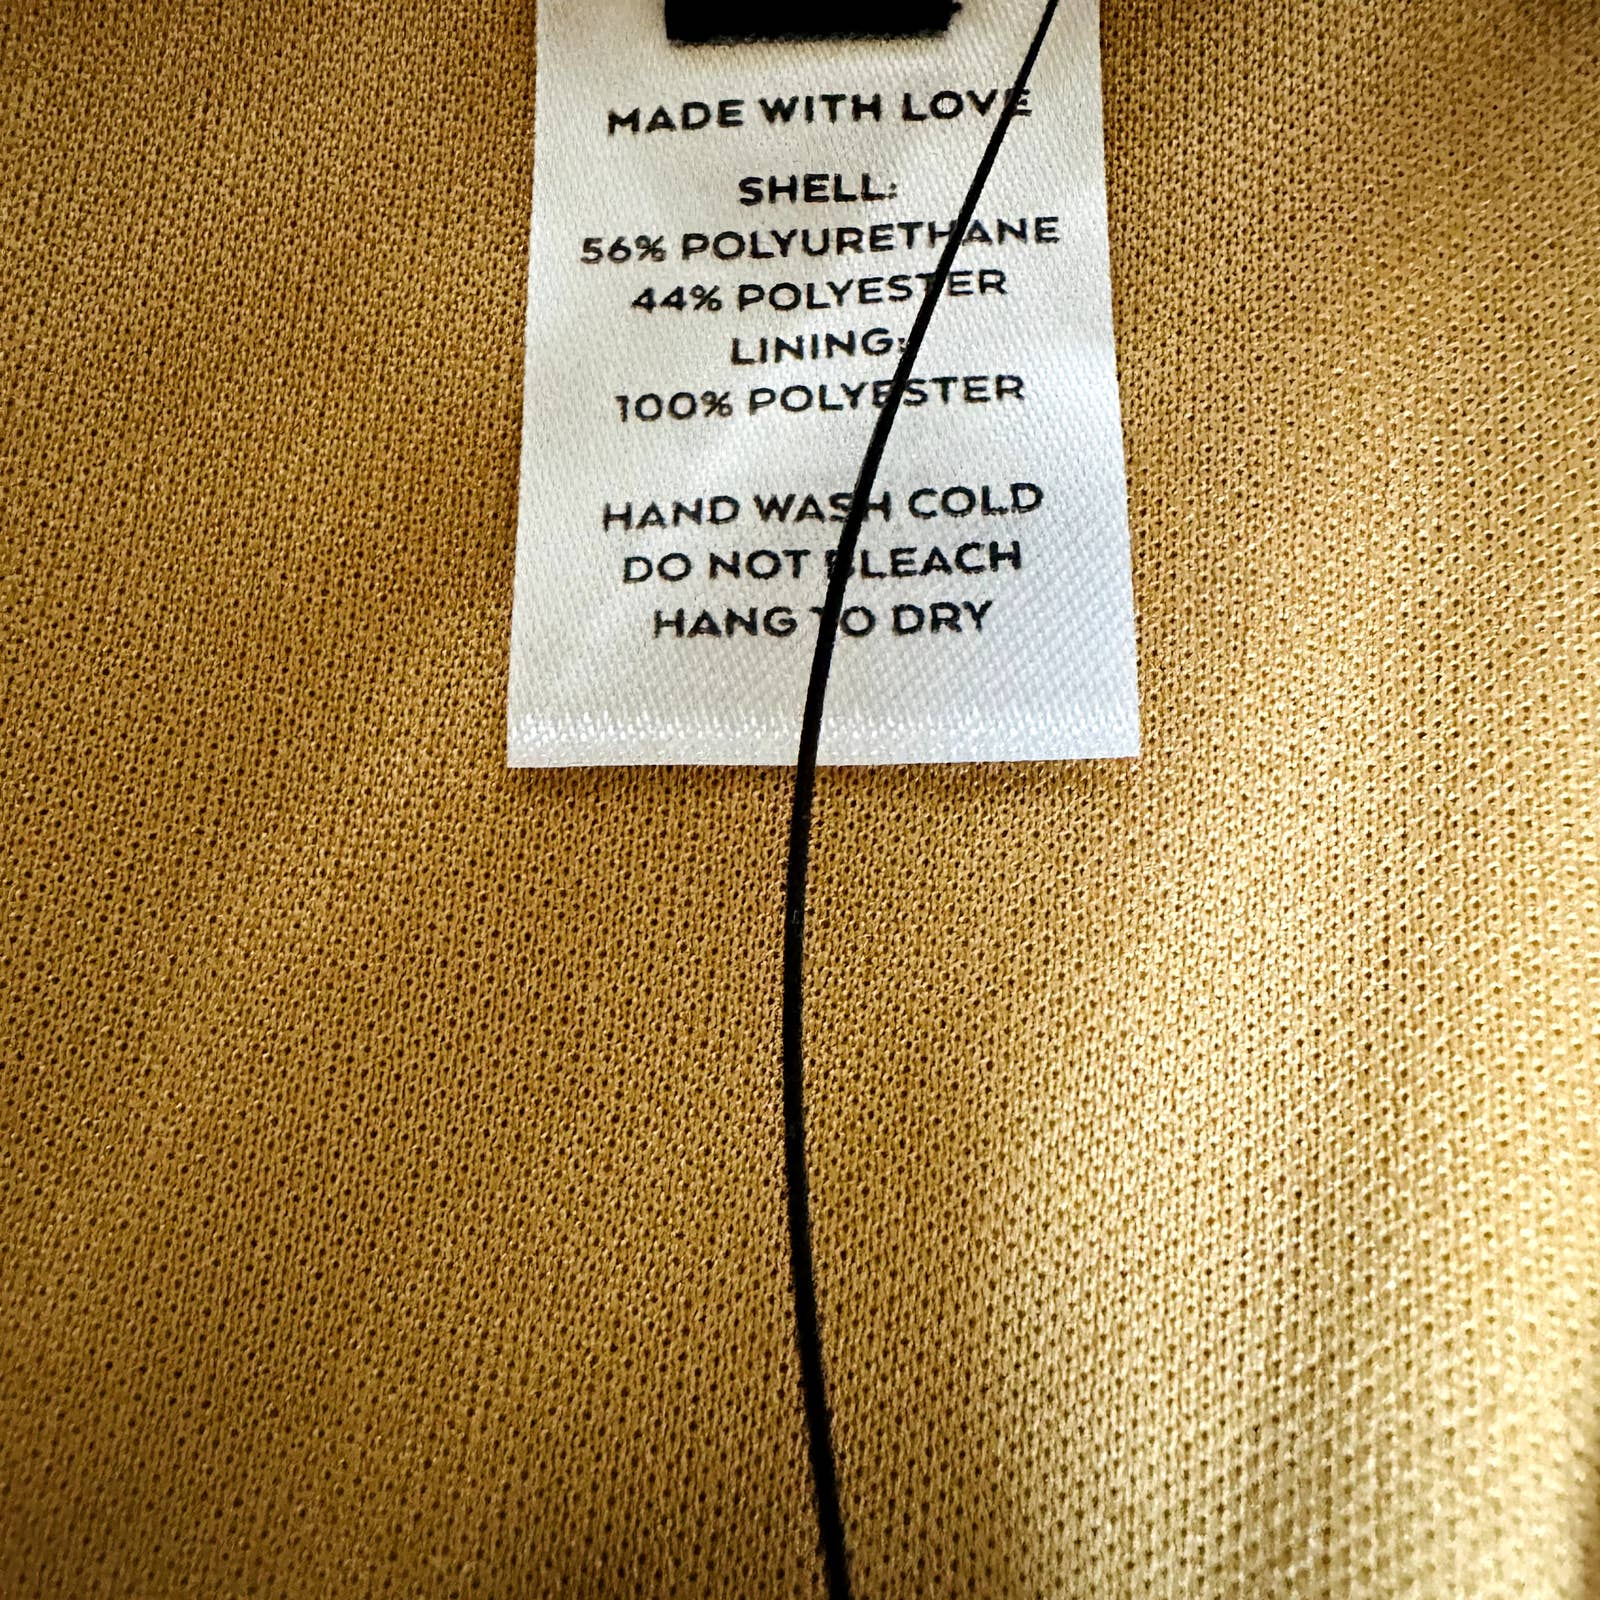 MADE WITH LOVE
SHELL:
56% POLYURETHANE
44% POLYESTER
LINING:
100% POLYESTER
HAND WASH COLD
DO NOT BLEACH
HANG TO DRY